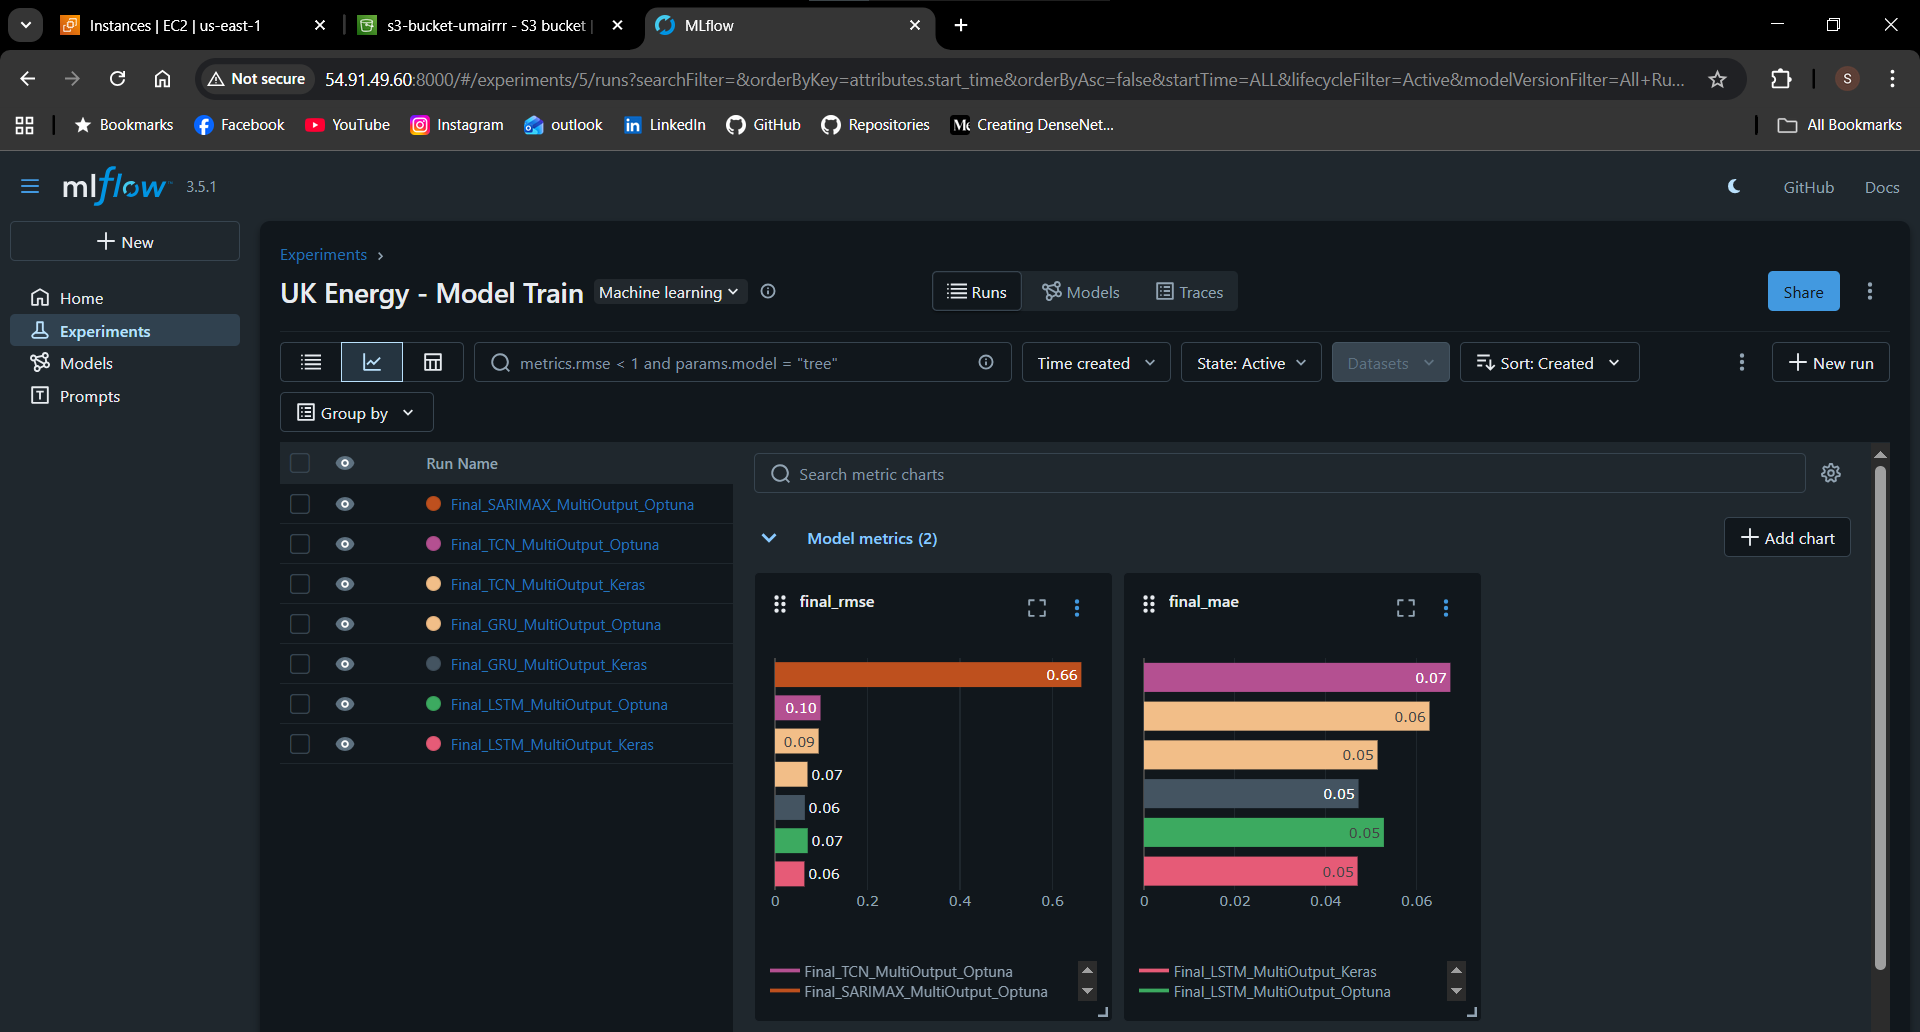 Instances | EC2 | us-east-1
s3-bucket-umairrr - S3 bucket |
MLflow
Not secure
54.91.49.60:8000/#/experiments/5/runs?searchFilter=&orderByKey=attributes.start_time&orderByAsc=false&startTime=ALL&lifecycleFilter=Active&modelVersionFilter=All+Ru...
S
Bookmarks
Facebook
YouTube
Instagram
outlook
LinkedIn
GitHub
Repositories
Creating DenseNet...
All Bookmarks
mlflow 3.5.1
GitHub
Docs
New
Home
Experiments
Models
Prompts
Experiments
UK Energy - Model Train
Machine learning
Runs
Models
Traces
Share
metrics.rmse < 1 and params.model = "tree"
Time created
State: Active
Datasets
Sort: Created
New run
Group by
Run Name
Final_SARIMAX_MultiOutput_Optuna
Final_TCN_MultiOutput_Optuna
Final_TCN_MultiOutput_Keras
Final_GRU_MultiOutput_Optuna
Final_GRU_MultiOutput_Keras
Final_LSTM_MultiOutput_Optuna
Final_LSTM_MultiOutput_Keras
Search metric charts
Model metrics (2)
Add chart
final_rmse
0.66
0.10
0.09
0.07
0.06
0.07
0.06
0
0.2
0.4
0.6
Final_TCN_MultiOutput_Optuna
Final_SARIMAX_MultiOutput_Optuna
final_mae
0.07
0.06
0.05
0.05
0.05
0.05
0
0.02
0.04
0.06
Final_LSTM_MultiOutput_Keras
Final_LSTM_MultiOutput_Optuna